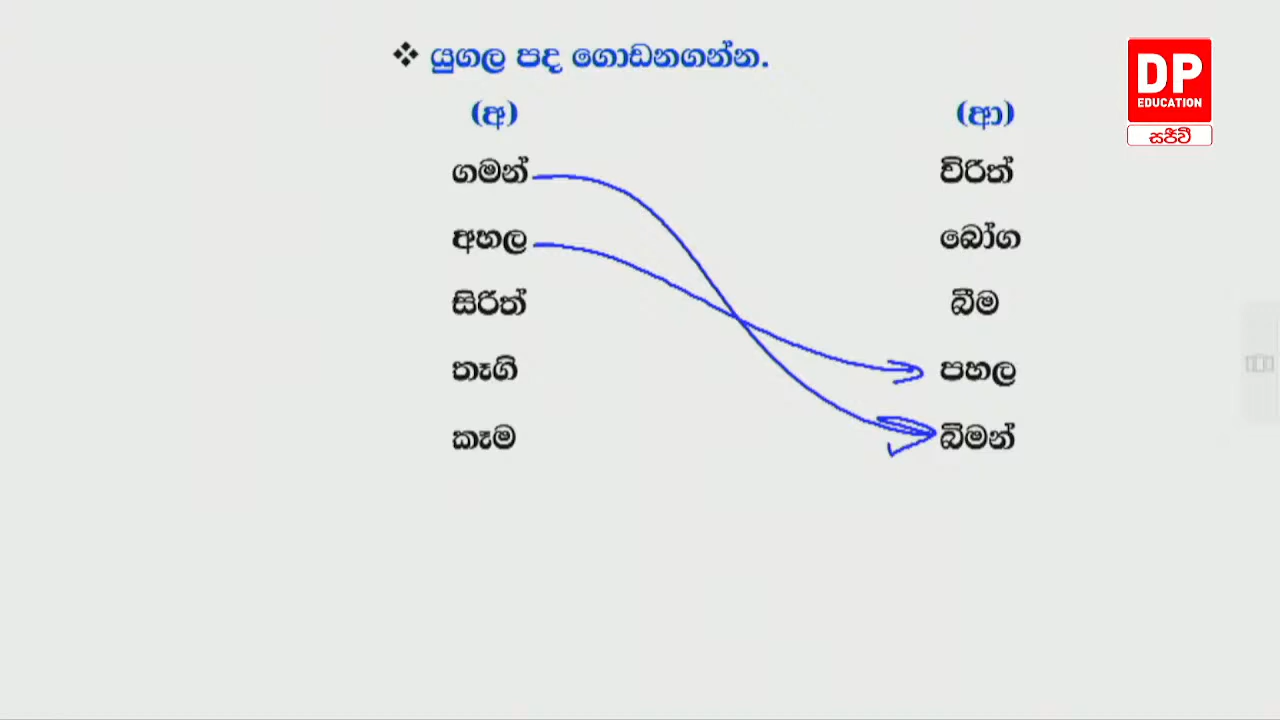 ❖ යුගල පද ගොඩනගන්න.
(අ) (ආ)
ගමන් විරිත්
අහල බෝග
සිරිත් බීම
තෑගි පහල
කෑම බිමන්
DP
EDUCATION
සජීවී